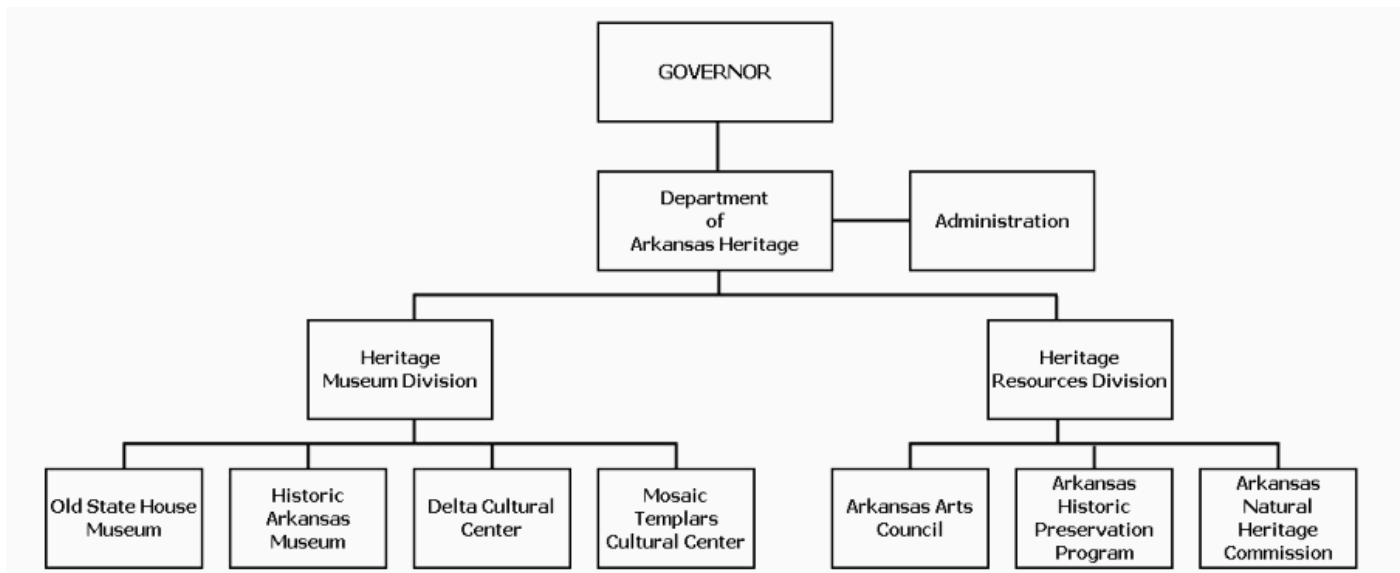 GOVERNOR
Department
of
Arkansas Heritage
Administration
Heritage
Museum Division
Heritage
Resources Division
Old State House
Museum
Historic
Arkansas
Museum
Delta Cultural
Center
Mosaic
Templars
Cultural Center
Arkansas Arts
Council
Arkansas
Historic
Preservation
Program
Arkansas
Natural
Heritage
Commission